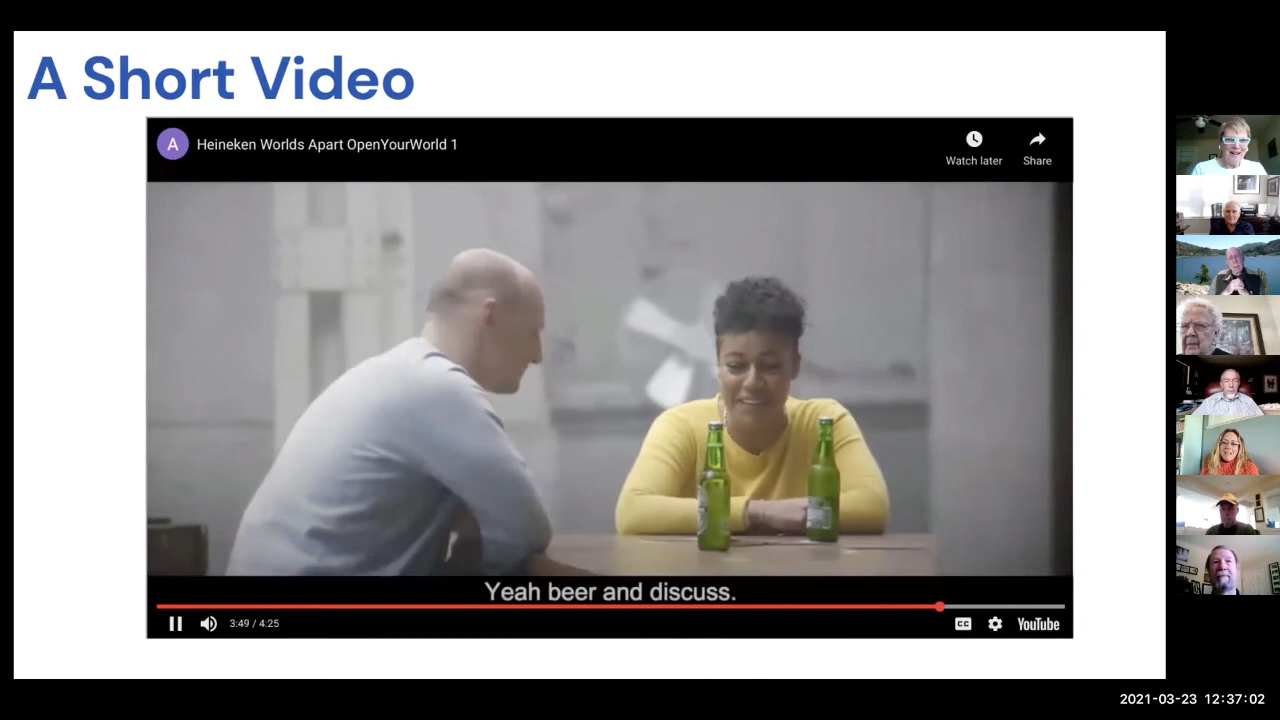 A Short Video
A
Heineken Worlds Apart OpenYourWorld 1
Watch later
Share
Yeah beer and discuss.
3:49 / 4:25
CC
YouTube
2021-03-23 12:37:02